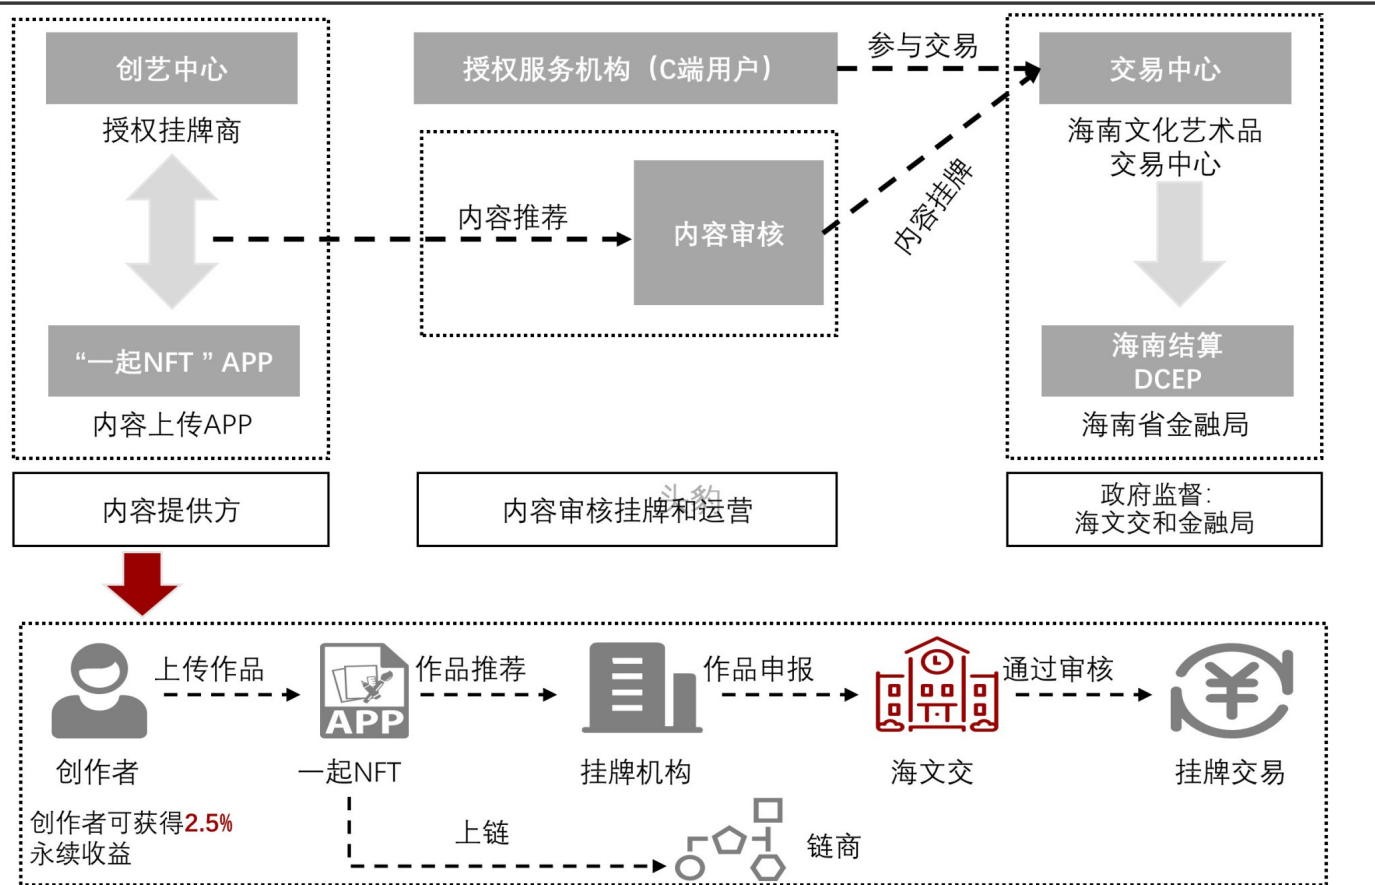 创艺中心
授权挂牌商
“一起NFT ” APP
内容上传APP
内容提供方
授权服务机构（C端用户）
内容推荐
内容审核
内容审核挂牌和运营
头豹
参与交易
内容挂牌
交易中心
海南文化艺术品
交易中心
海南结算
DCEP
海南省金融局
政府监督：
海文交和金融局
创作者
创作者可获得2.5%
永续收益
上传作品
APP
一起NFT
作品推荐
挂牌机构
作品申报
海文交
通过审核
¥
挂牌交易
上链
链商